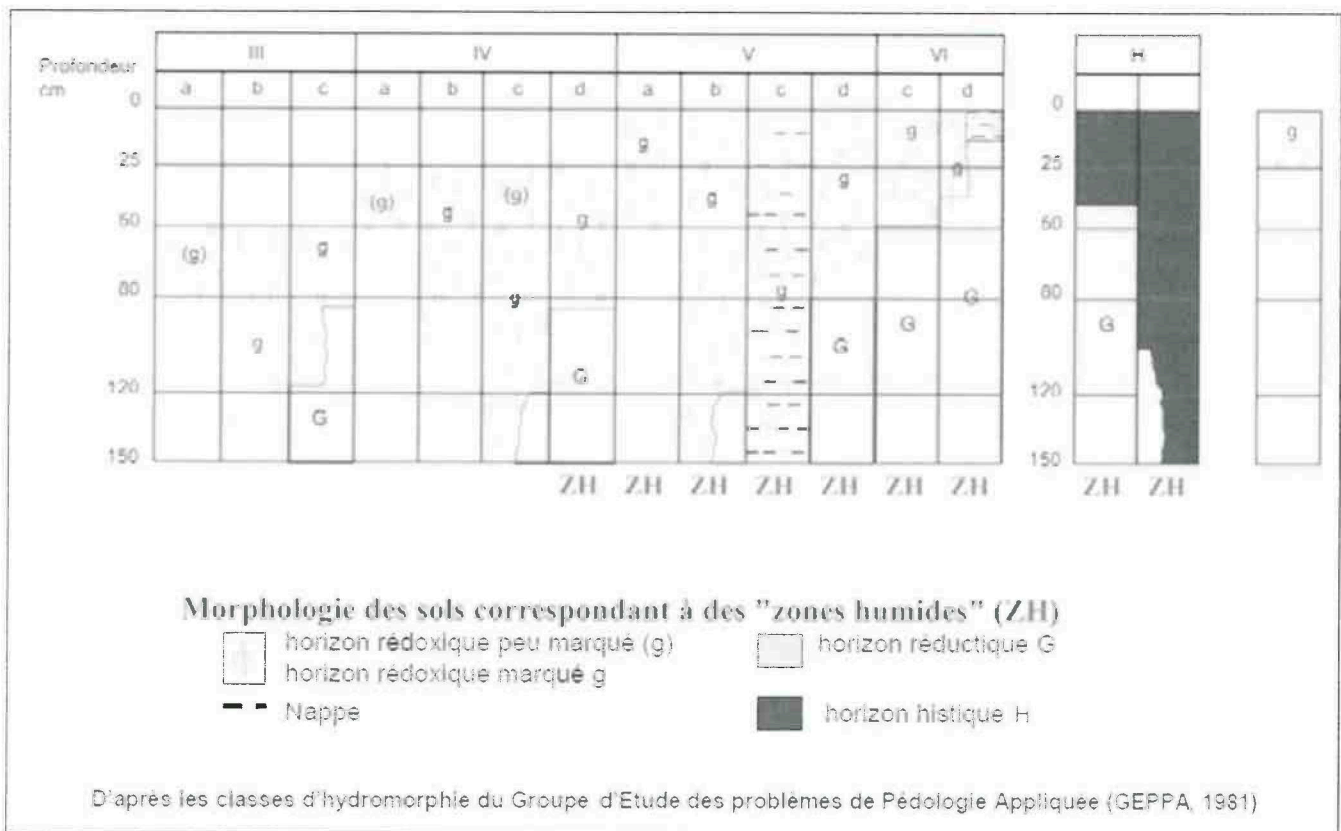 III IV V VI H
Profondeur
cm
a b c a b c d a b c d c d
0 0
g g g
25 25
g g
(g) g (g) g g
50 50
(g) g
80 80
g g G
g G G G G
G
120 120
G
150 150
ZH ZH ZH ZH ZH ZH ZH ZH ZH
Morphologie des sols correspondant à des "zones humides" (ZH)
horizon rédoxique peu marqué (g) horizon réductique G
horizon rédoxique marqué g
Nappe horizon histique H
D'après les classes d'hydromorphie du Groupe d'Etude des problèmes de Pédologie Appliquée (GEPPA, 1981)